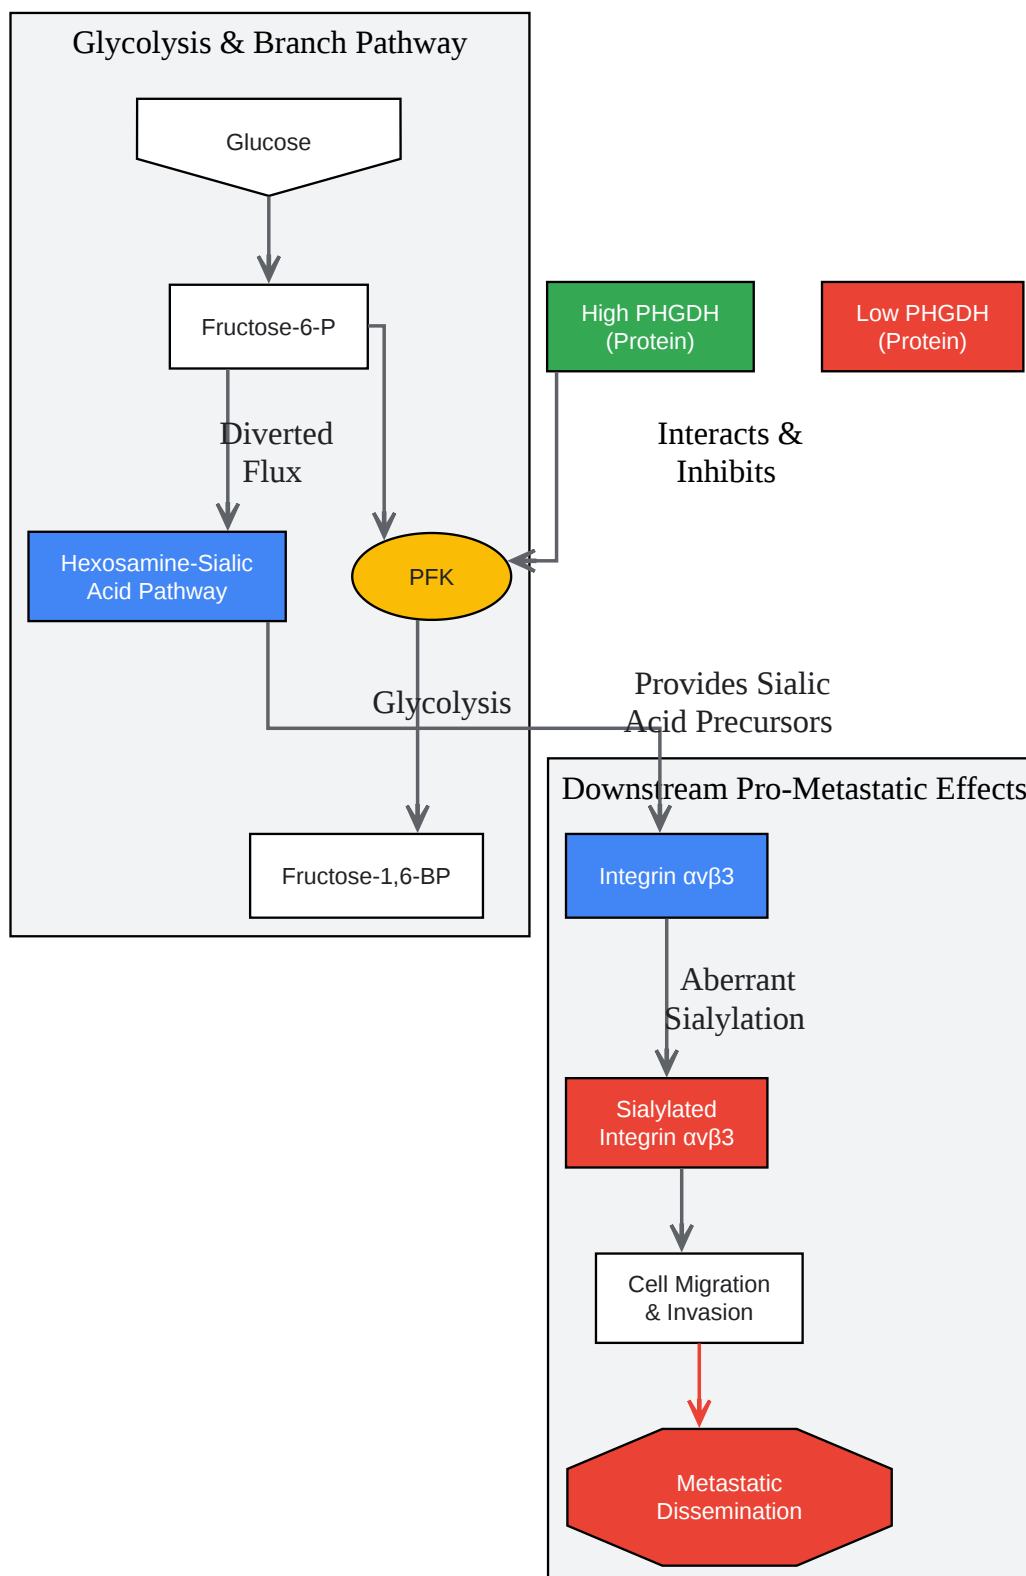 Glycolysis & Branch Pathway
Glucose
Fructose-6-P
High PHGDH
(Protein)
Low PHGDH
(Protein)
Diverted
Flux
Interacts &
Inhibits
Hexosamine-Sialic
Acid Pathway
PFK
Glycolysis
Provides Sialic
Acid Precursors
Downstream Pro-Metastatic Effects
Fructose-1,6-BP
Integrin αvβ3
Aberrant
Sialylation
Sialylated
Integrin αvβ3
Cell Migration
& Invasion
Metastatic
Dissemination